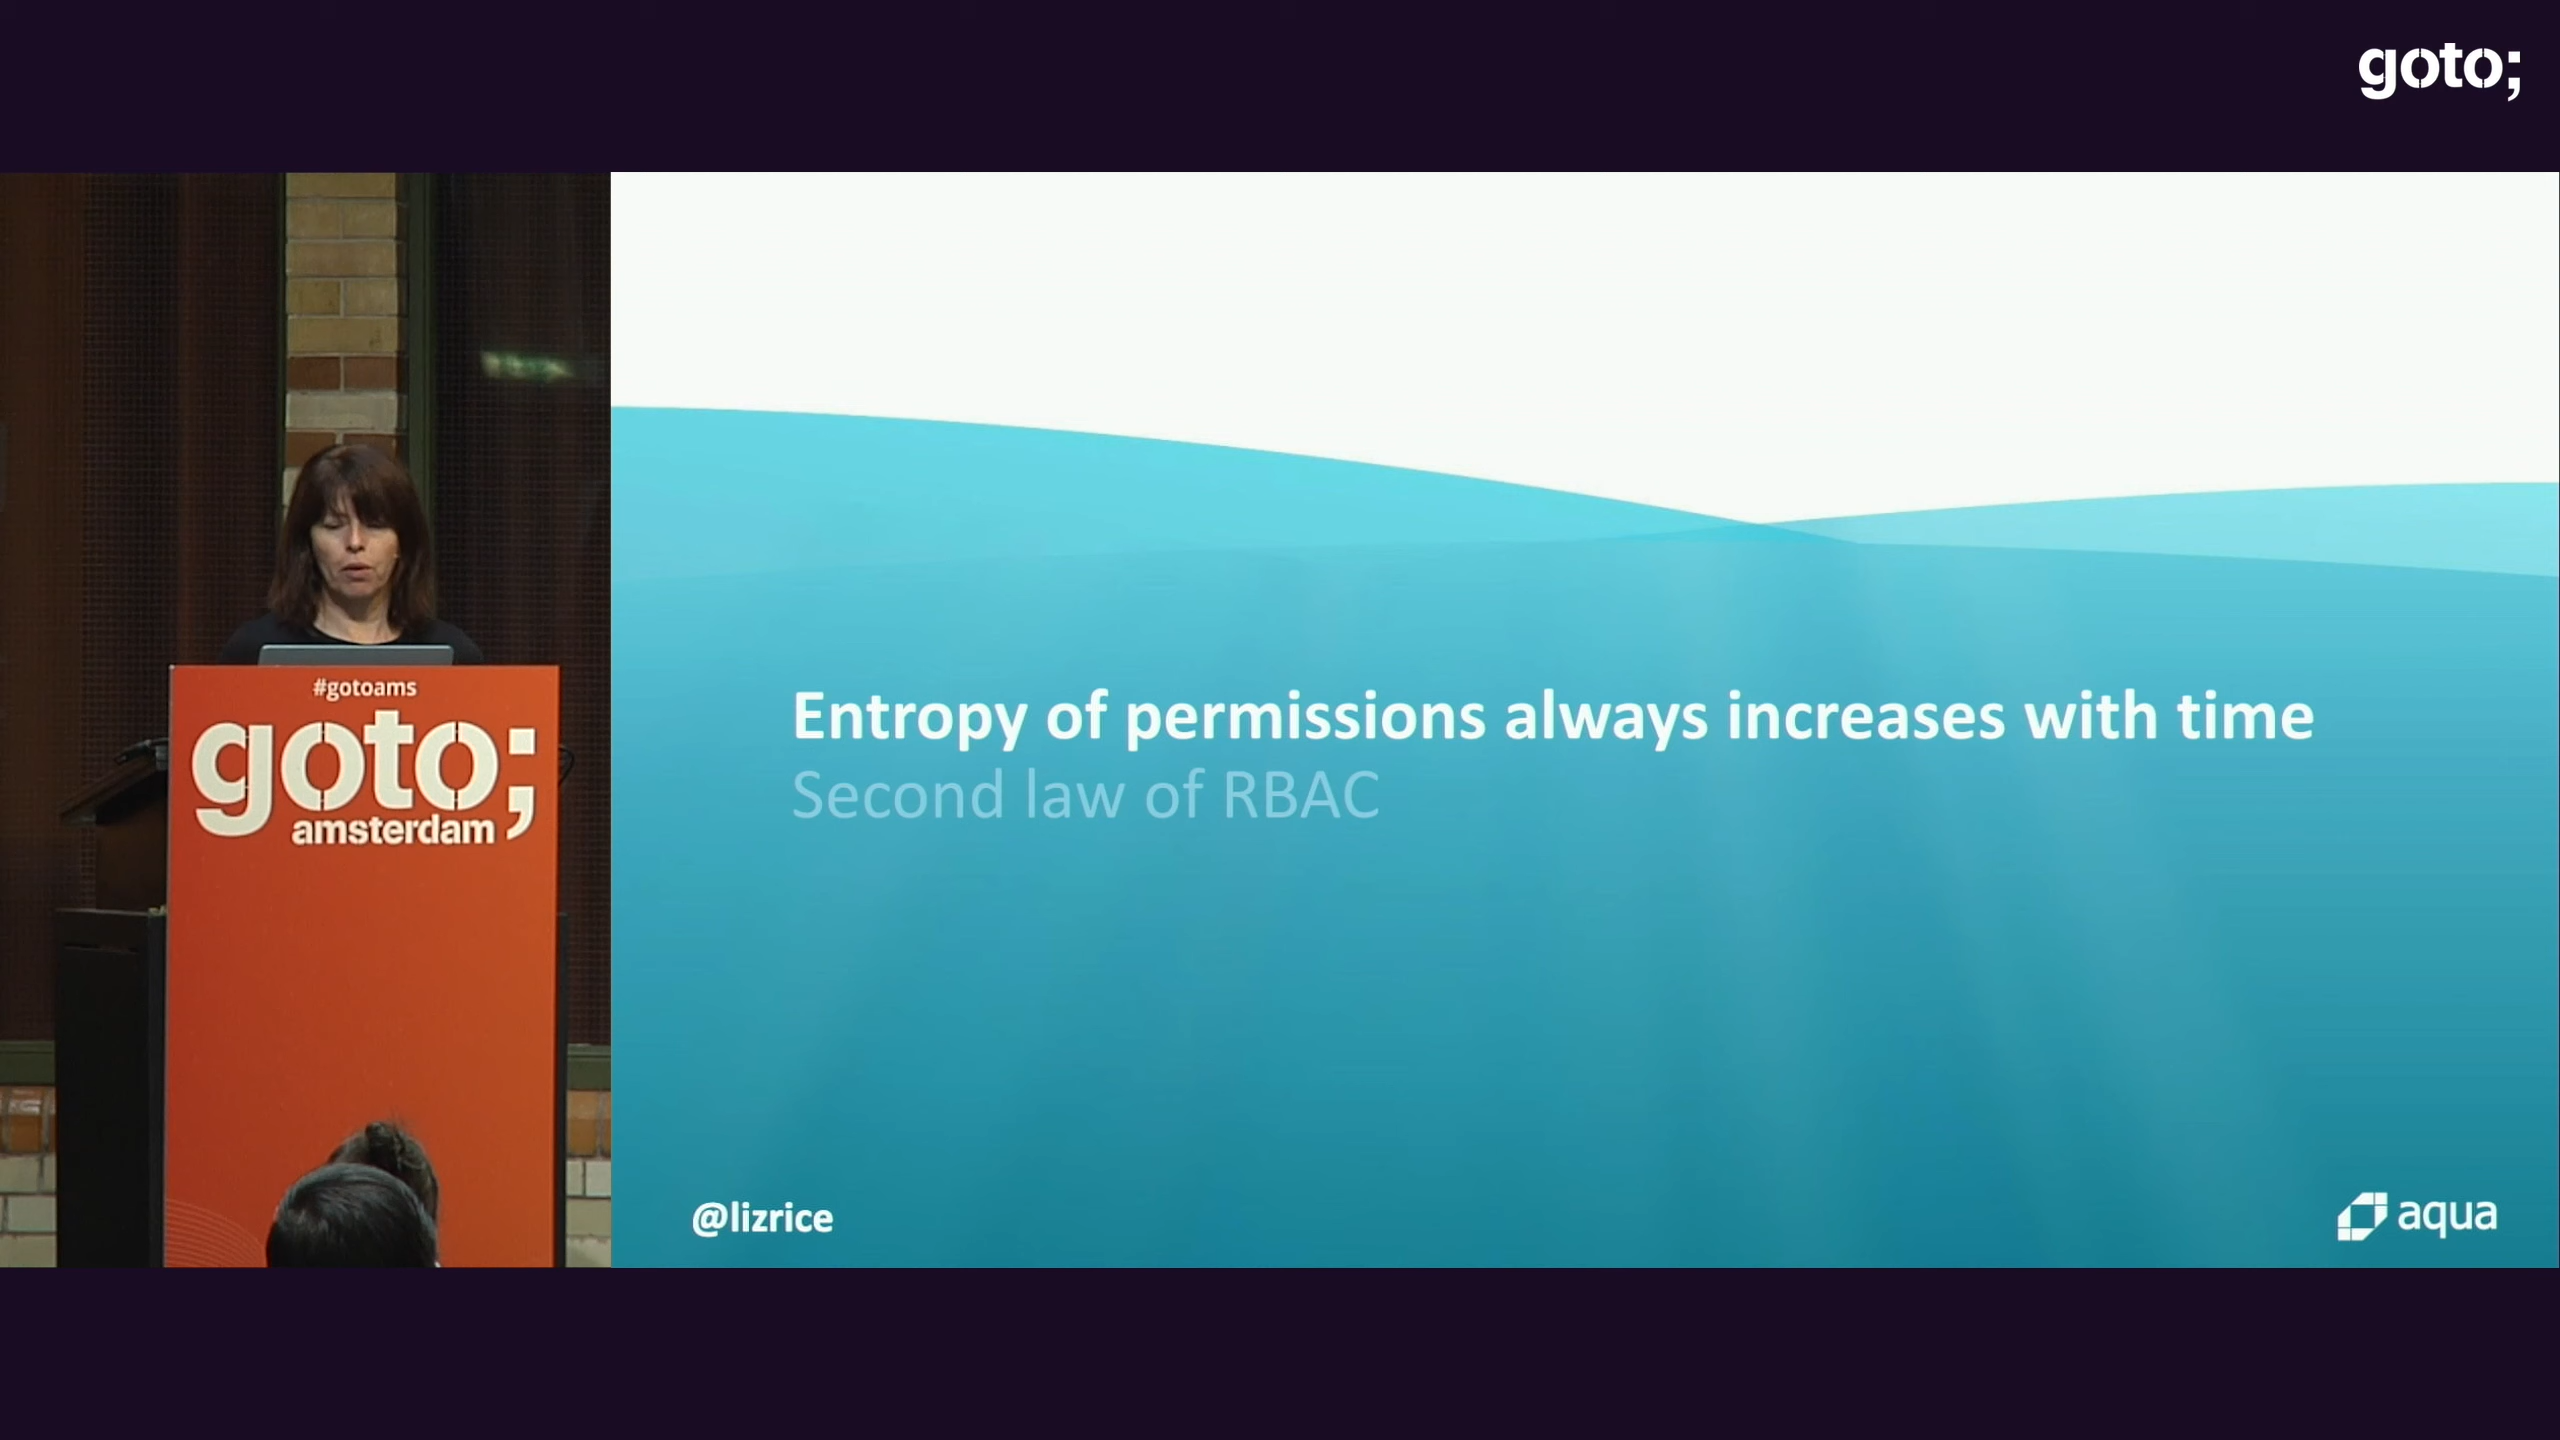 goto;
#gotoams
goto;
amsterdam
Entropy of permissions always increases with time
Second law of RBAC
@lizrice
aqua